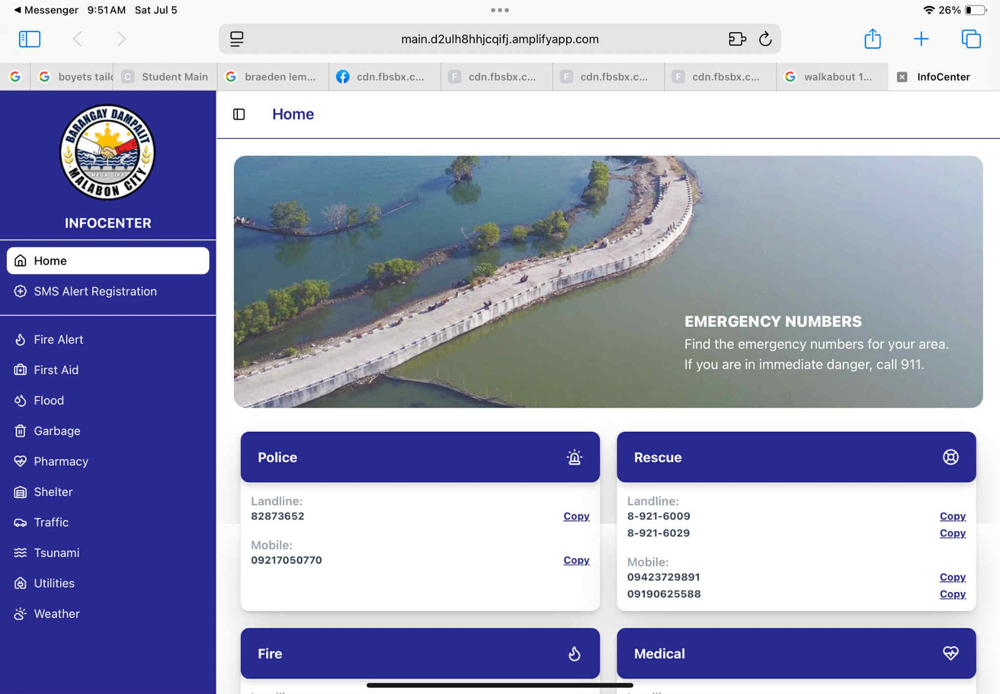 Messenger 9:51 AM Sat Jul 5
26%
main.d2ulh8hhjcqifj.amplifyapp.com
boyets tail
C Student Main
braeden lem...
cdn.fbsbx.c...
F cdn.fbsbx.c...
F cdn.fbsbx.c...
F cdn.fbsbx.c...
walkabout 1...
InfoCenter
BARANGAY DAMPALIT
MEGA DIKE
MALABON CITY
INFOCENTER
Home
SMS Alert Registration
Fire Alert
First Aid
Flood
Garbage
Pharmacy
Shelter
Traffic
Tsunami
Utilities
Weather
Home
EMERGENCY NUMBERS
Find the emergency numbers for your area.
If you are in immediate danger, call 911.
Police
Landline:
82873652 Copy
Mobile:
09217050770 Copy
Rescue
Landline:
8-921-6009 Copy
8-921-6029 Copy
Mobile:
09423729891 Copy
09190625588 Copy
Fire
Medical